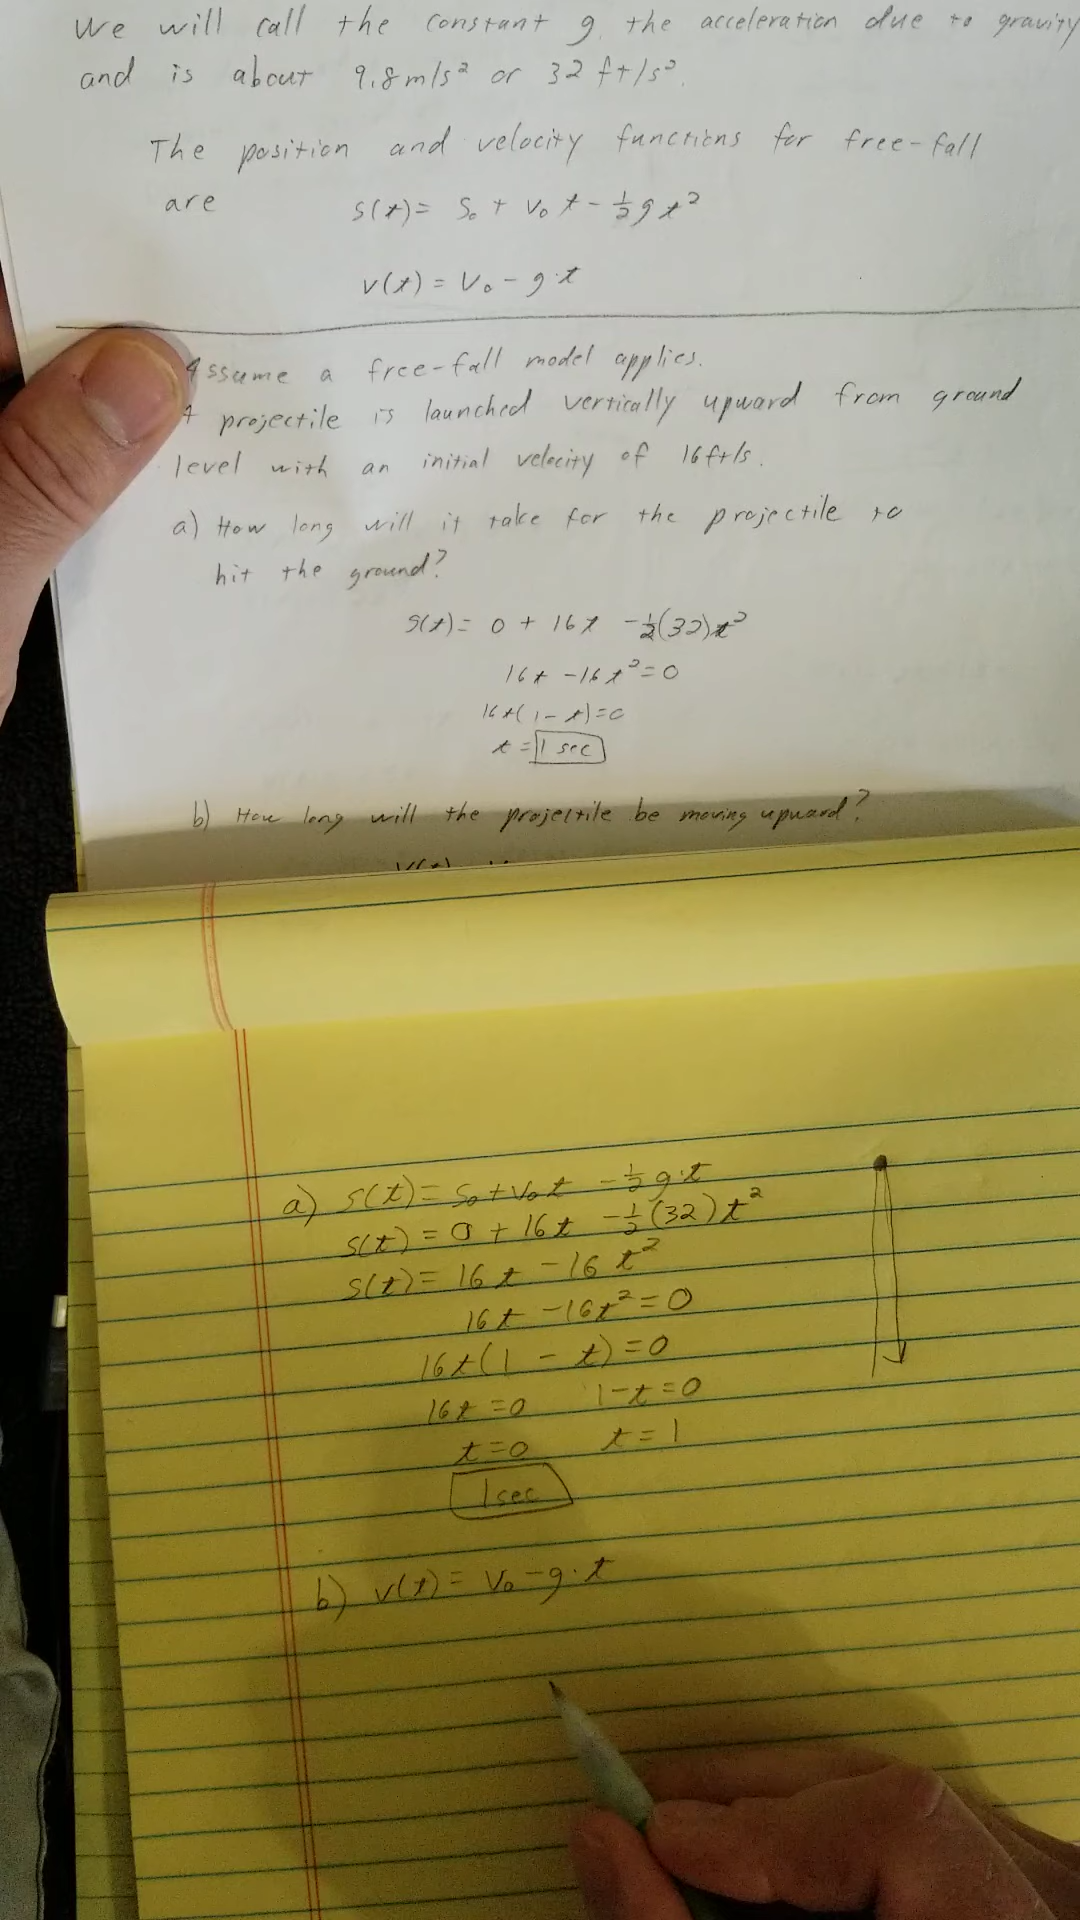 We will call the constant g, the acceleration due to gravity
and is about 9.8 m/s² or 32 ft/s².
The position and velocity functions for free-fall
are s(t) = s₀ + v₀ t - ½ g t²
v(t) = v₀ - g·t
Assume a free-fall model applies.
A projectile is launched vertically upward from ground
level with an initial velocity of 16 ft/s.
a) How long will it take for the projectile to
hit the ground?
s(t) = 0 + 16t - ½(32)t²
16t - 16t² = 0
16t(1 - t) = 0
t = 1 sec
b) How long will the projectile be moving upward?
a) s(t) = s₀ + v₀t - ½ g·t
s(t) = 0 + 16t - ½(32)t²
s(t) = 16t - 16t²
16t - 16t² = 0
16t(1 - t) = 0
16t = 0 1-t = 0
t = 0 t = 1
1 sec
b) v(t) = v₀ - g·t